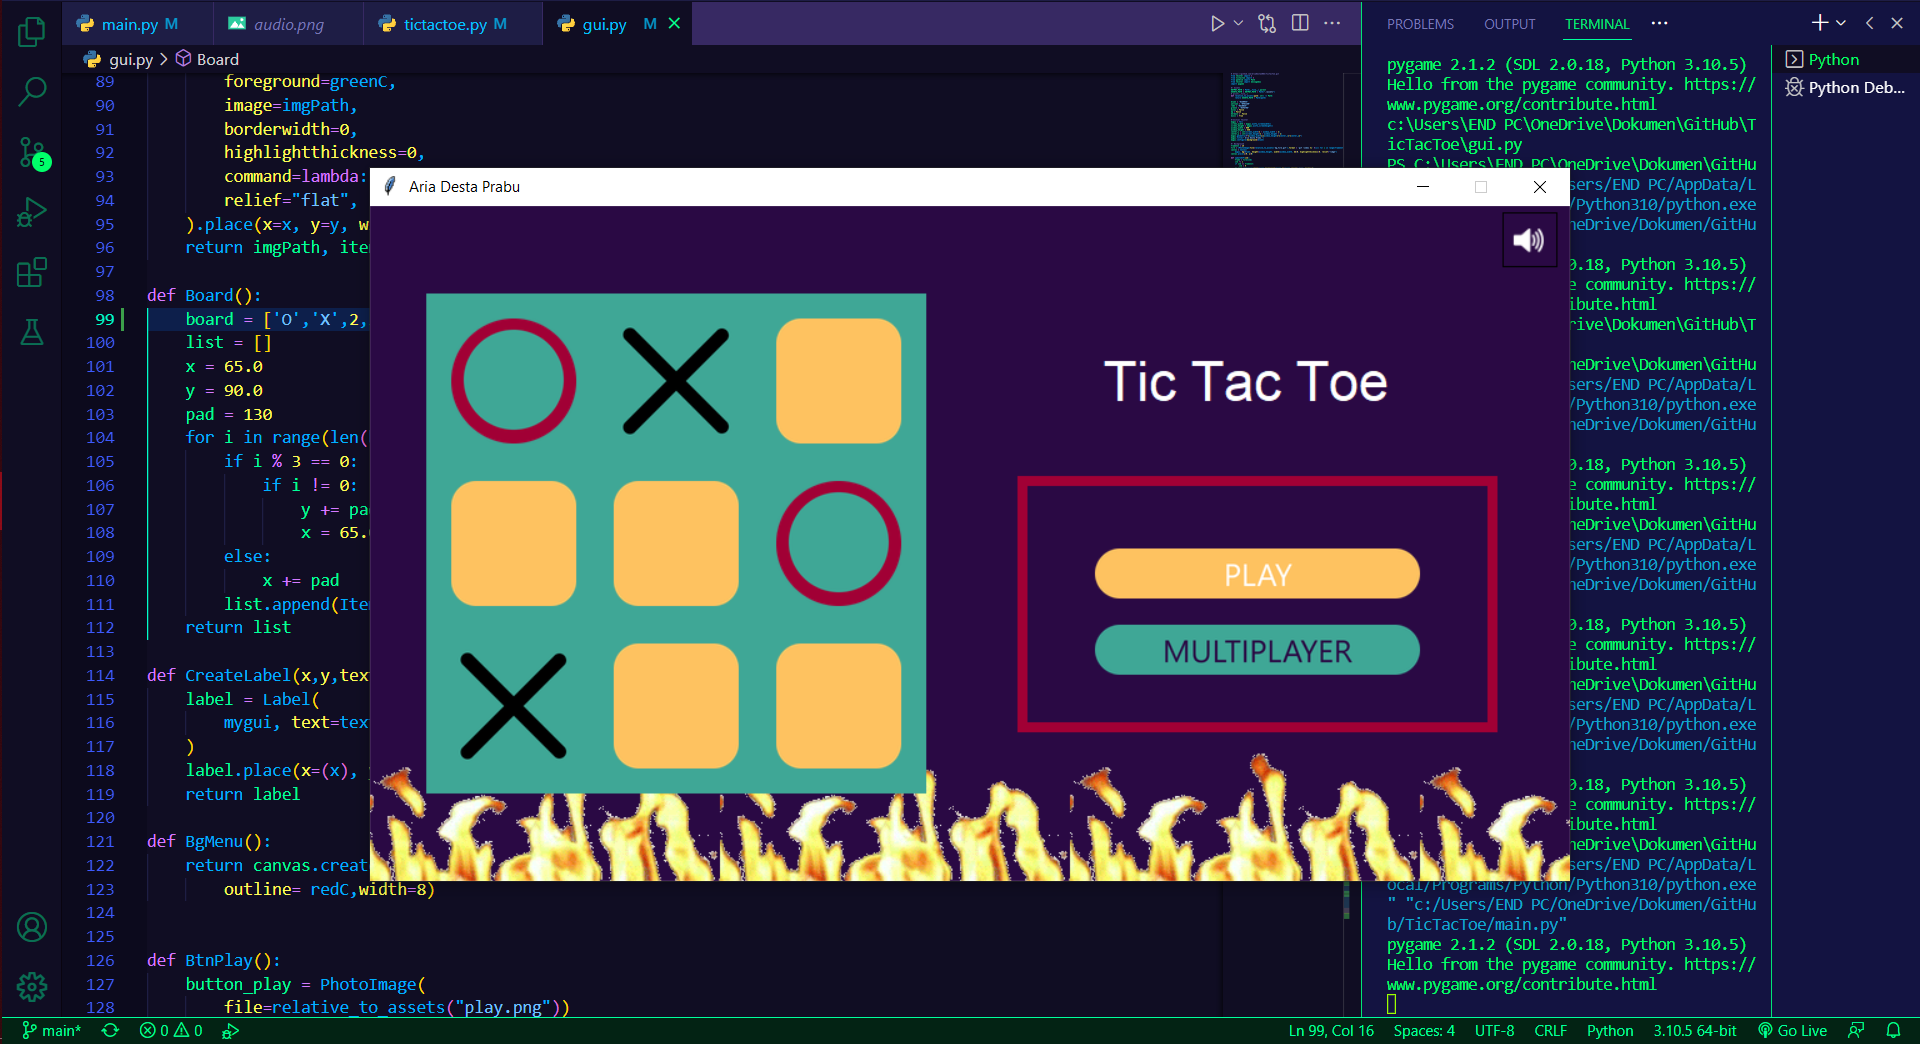 main.py M
audio.png
tictactoe.py M
gui.py M
gui.py > Board
89 foreground=greenC,
90 image=imgPath,
91 borderwidth=0,
92 highlightthickness=0,
93 command=lambda:
94 relief="flat",
95 ).place(x=x, y=y, w
96 return imgPath, ite
97
98 def Board():
99 board = ['O','X',2,
100 list = []
101 x = 65.0
102 y = 90.0
103 pad = 130
104 for i in range(len(
105 if i % 3 == 0:
106 if i != 0:
107 y += pa
108 x = 65.
109 else:
110 x += pad
111 list.append(Ite
112 return list
113
114 def CreateLabel(x,y,tex
115 label = Label(
116 mygui, text=tex
117 )
118 label.place(x=(x),
119 return label
120
121 def BgMenu():
122 return canvas.creat
123 outline= redC,width=8)
124
125
126 def BtnPlay():
127 button_play = PhotoImage(
128 file=relative_to_assets("play.png"))
Aria Desta Prabu
Tic Tac Toe
PLAY
MULTIPLAYER
PROBLEMS OUTPUT TERMINAL
Python
Python Deb...
pygame 2.1.2 (SDL 2.0.18, Python 3.10.5)
Hello from the pygame community. https://
www.pygame.org/contribute.html
c:\Users\END PC\OneDrive\Dokumen\GitHub\T
icTacToe\gui.py
PS C:\Users\END PC\OneDrive\Dokumen\GitHu
sers/END PC/AppData/L
/Python310/python.exe
neDrive/Dokumen/GitHu
0.18, Python 3.10.5)
e community. https://
ibute.html
rive\Dokumen\GitHub\T
neDrive\Dokumen\GitHu
sers/END PC/AppData/L
/Python310/python.exe
neDrive/Dokumen/GitHu
0.18, Python 3.10.5)
e community. https://
ibute.html
neDrive\Dokumen\GitHu
sers/END PC/AppData/L
/Python310/python.exe
neDrive/Dokumen/GitHu
0.18, Python 3.10.5)
e community. https://
ibute.html
neDrive\Dokumen\GitHu
sers/END PC/AppData/L
/Python310/python.exe
neDrive/Dokumen/GitHu
0.18, Python 3.10.5)
e community. https://
ibute.html
neDrive\Dokumen\GitHu
sers/END PC/AppData/L
ocal/Programs/Python/Python310/python.exe
" "c:/Users/END PC/OneDrive/Dokumen/GitHu
b/TicTacToe/main.py"
pygame 2.1.2 (SDL 2.0.18, Python 3.10.5)
Hello from the pygame community. https://
www.pygame.org/contribute.html
5
main* 0 0
Ln 99, Col 16 Spaces: 4 UTF-8 CRLF Python 3.10.5 64-bit Go Live